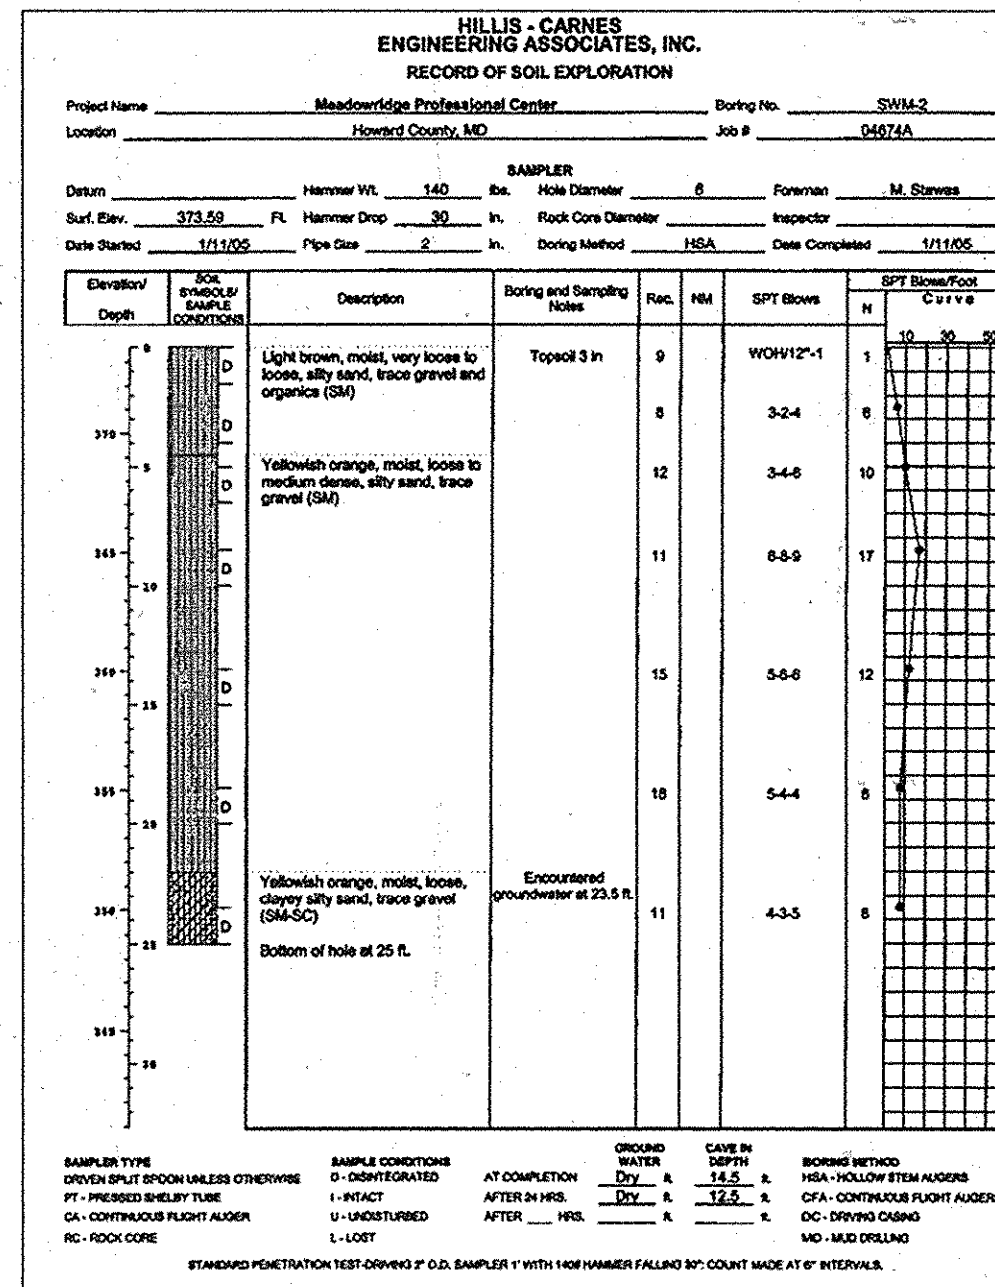 HILLIS - CARNES
ENGINEERING ASSOCIATES, INC.
RECORD OF SOIL EXPLORATION
Project Name Meadowridge Professional Center Boring No. SWM-2
Location Howard County, MD Job # 04674A
SAMPLER
Datum Hammer Wt. 140 lbs. Hole Diameter 6 Foreman M. Starwas
Surf. Elev. 373.59 Ft. Hammer Drop 30 in. Rock Core Diameter Inspector
Date Started 1/11/05 Pipe Size 2 in. Boring Method HSA Date Completed 1/11/05
Elevation/ Depth SOIL SYMBOLS/ SAMPLE CONDITIONS Description Boring and Sampling Notes Rec. NM SPT Blows SPT Blows/Foot
N Curve
10 30 50
0 D Light brown, moist, very loose to Topsoil 3 in 9 WOH/12"-1 1
loose, silty sand, trace gravel and
organics (SM)
D 8 3-2-4 6
370
5 D Yellowish orange, moist, loose to 12 3-4-6 10
medium dense, silty sand, trace
gravel (SM)
365 D 11 8-8-9 17
10
360 D 15 5-6-6 12
15
355 D 18 5-4-4 8
20
Yellowish orange, moist, loose, Encountered
clayey silty sand, trace gravel groundwater at 23.5 ft.
(SM-SC)
350 D 11 4-3-5 8
25
Bottom of hole at 25 ft.
345
30
SAMPLER TYPE SAMPLE CONDITIONS GROUND WATER CAVE IN DEPTH BORING METHOD
DRIVEN SPLIT SPOON UNLESS OTHERWISE D - DISINTEGRATED AT COMPLETION Dry ft. 14.5 ft. HSA - HOLLOW STEM AUGERS
PT - PRESSED SHELBY TUBE I - INTACT AFTER 24 HRS. Dry ft. 12.5 ft. CFA - CONTINUOUS FLIGHT AUGER
CA - CONTINUOUS FLIGHT AUGER U - UNDISTURBED AFTER ___ HRS. ft. ft. DC - DRIVING CASING
RC - ROCK CORE L - LOST MD - MUD DRILLING
STANDARD PENETRATION TEST-DRIVING 2" O.D. SAMPLER 1' WITH 140# HAMMER FALLING 30": COUNT MADE AT 6" INTERVALS.